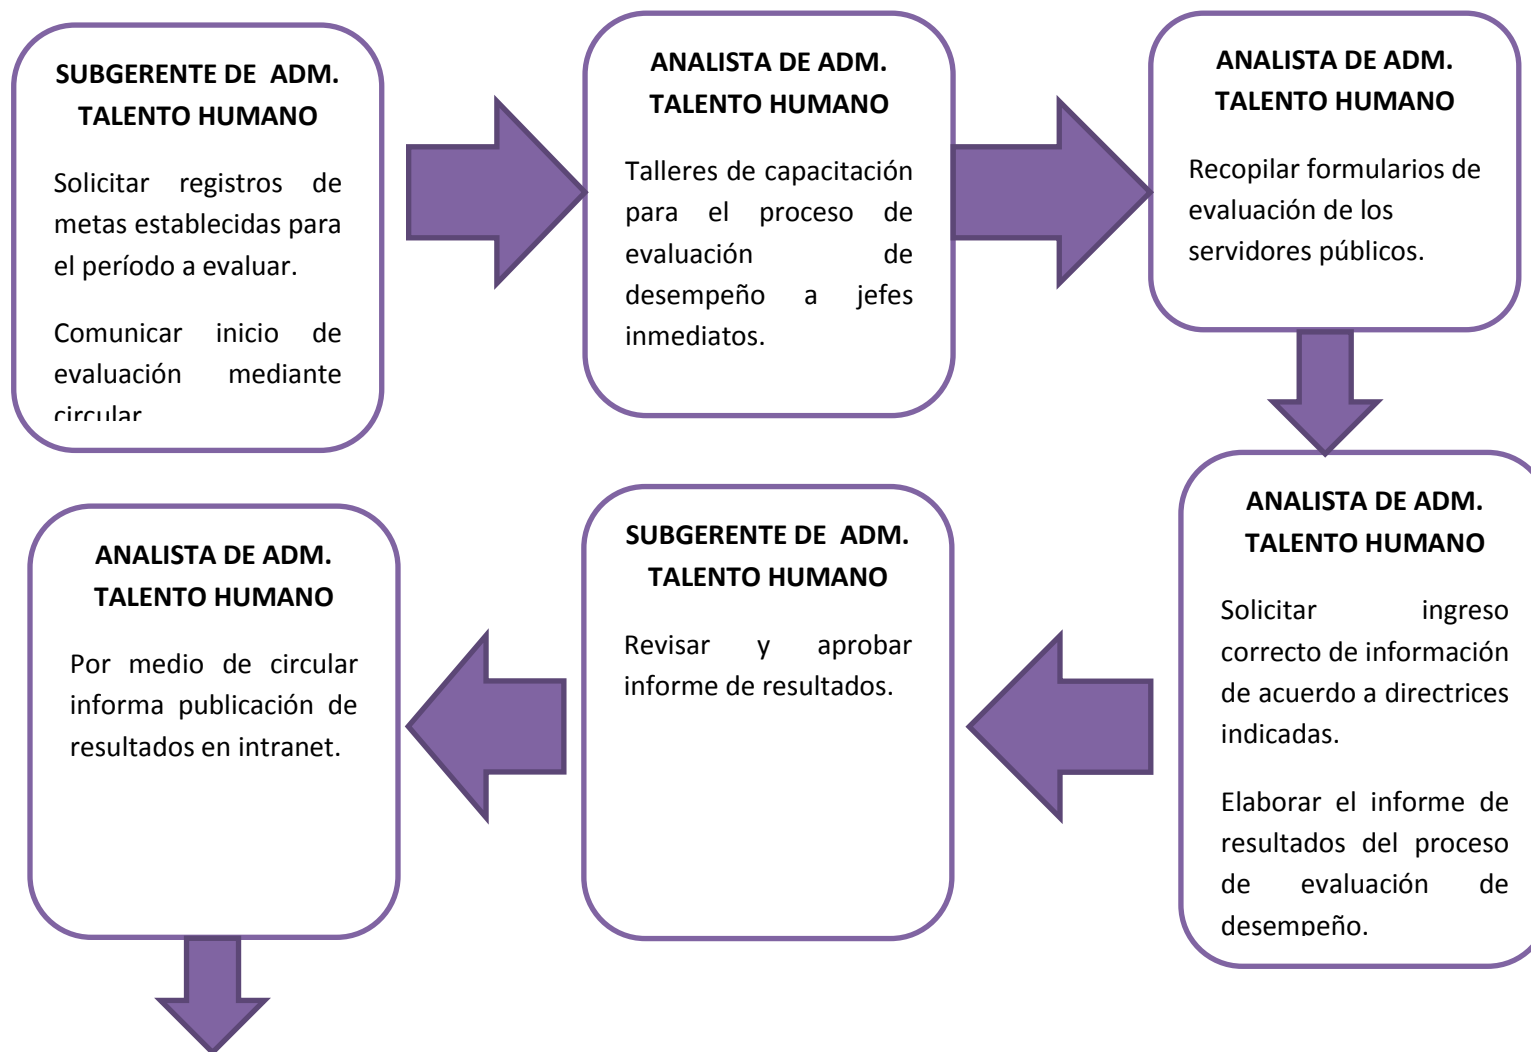 SUBGERENTE DE  ADM.
TALENTO HUMANO
Solicitar registros de
metas establecidas para
el período a evaluar.
Comunicar inicio de
evaluación mediante
circular
ANALISTA DE ADM.
TALENTO HUMANO
Talleres de capacitación
para el proceso de
evaluación de
desempeño a jefes
inmediatos.
ANALISTA DE ADM.
TALENTO HUMANO
Recopilar formularios de
evaluación de los
servidores públicos.
ANALISTA DE ADM.
TALENTO HUMANO
Solicitar ingreso
correcto de información
de acuerdo a directrices
indicadas.
Elaborar el informe de
resultados del proceso
de evaluación de
desempeño.
SUBGERENTE DE  ADM.
TALENTO HUMANO
Revisar y aprobar
informe de resultados.
ANALISTA DE ADM.
TALENTO HUMANO
Por medio de circular
informa publicación de
resultados en intranet.